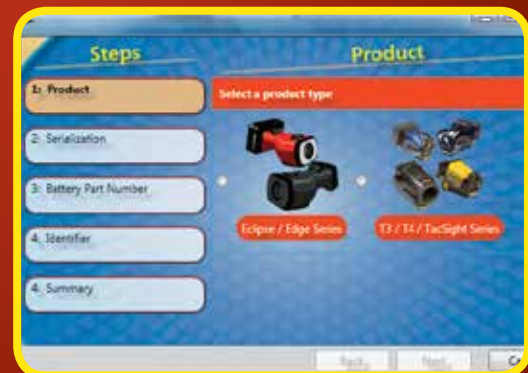 Steps
Product
1: Product
Select a product type
2: Serialization
3: Battery Part Number
4: Identifier
4: Summary
Eclipse / Edge Series
T3 / T4 / TacSight Series
Back
Next